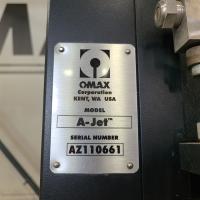 OMAX
Corporation
KENT, WA USA
MODEL
A-Jet™
SERIAL NUMBER
AZ110661